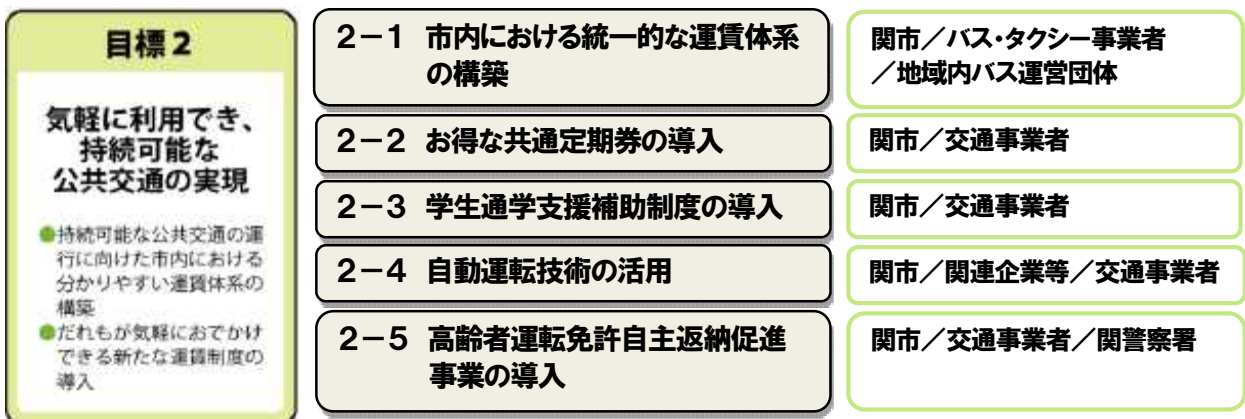 目標2
気軽に利用でき、
持続可能な
公共交通の実現
●持続可能な公共交通の運
行に向けた市内における
分かりやすい運賃体系の
構築
●だれもが気軽におでかけ
できる新たな運賃制度の
導入
2－1 市内における統一的な運賃体系
の構築
関市／バス・タクシー事業者
／地域内バス運営団体
2－2 お得な共通定期券の導入
関市／交通事業者
2－3 学生通学支援補助制度の導入
関市／交通事業者
2－4 自動運転技術の活用
関市／関連企業等／交通事業者
2－5 高齢者運転免許自主返納促進
事業の導入
関市／交通事業者／関警察署